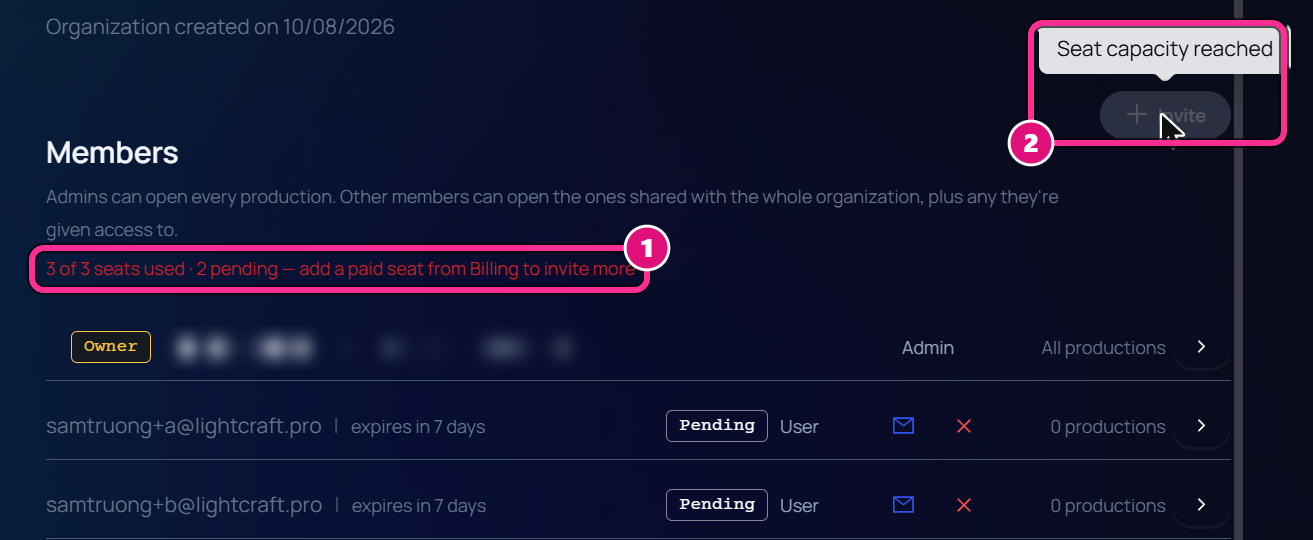 Organization created on 10/08/2026
Seat capacity reached
Invite
2
Members
Admins can open every production. Other members can open the ones shared with the whole organization, plus any they're
given access to.
1
3 of 3 seats used · 2 pending — add a paid seat from Billing to invite more
Owner Admin All productions
samtruong+a@lightcraft.pro | expires in 7 days Pending User 0 productions
samtruong+b@lightcraft.pro | expires in 7 days Pending User 0 productions